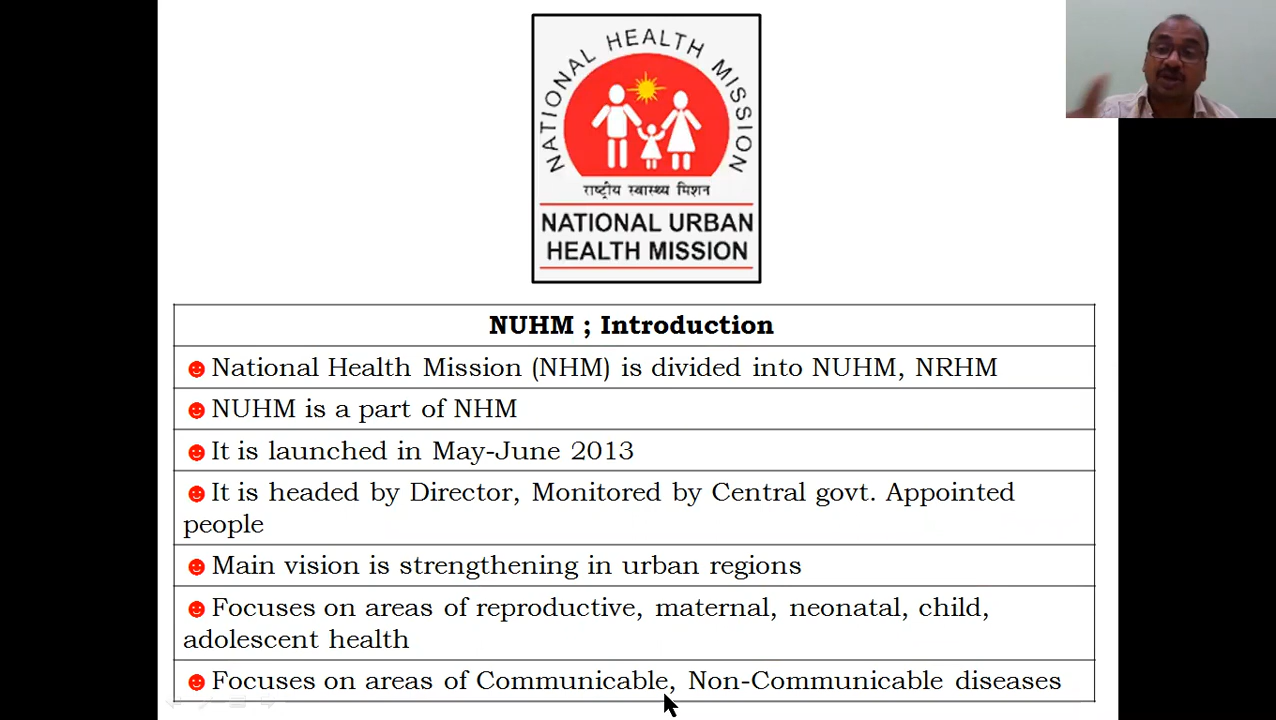 NATIONAL HEALTH MISSION
राष्ट्रीय स्वास्थ्य मिशन
NATIONAL URBAN
HEALTH MISSION
NUHM ; Introduction
National Health Mission (NHM) is divided into NUHM, NRHM
NUHM is a part of NHM
It is launched in May-June 2013
It is headed by Director, Monitored by Central govt. Appointed
people
Main vision is strengthening in urban regions
Focuses on areas of reproductive, maternal, neonatal, child,
adolescent health
Focuses on areas of Communicable, Non-Communicable diseases